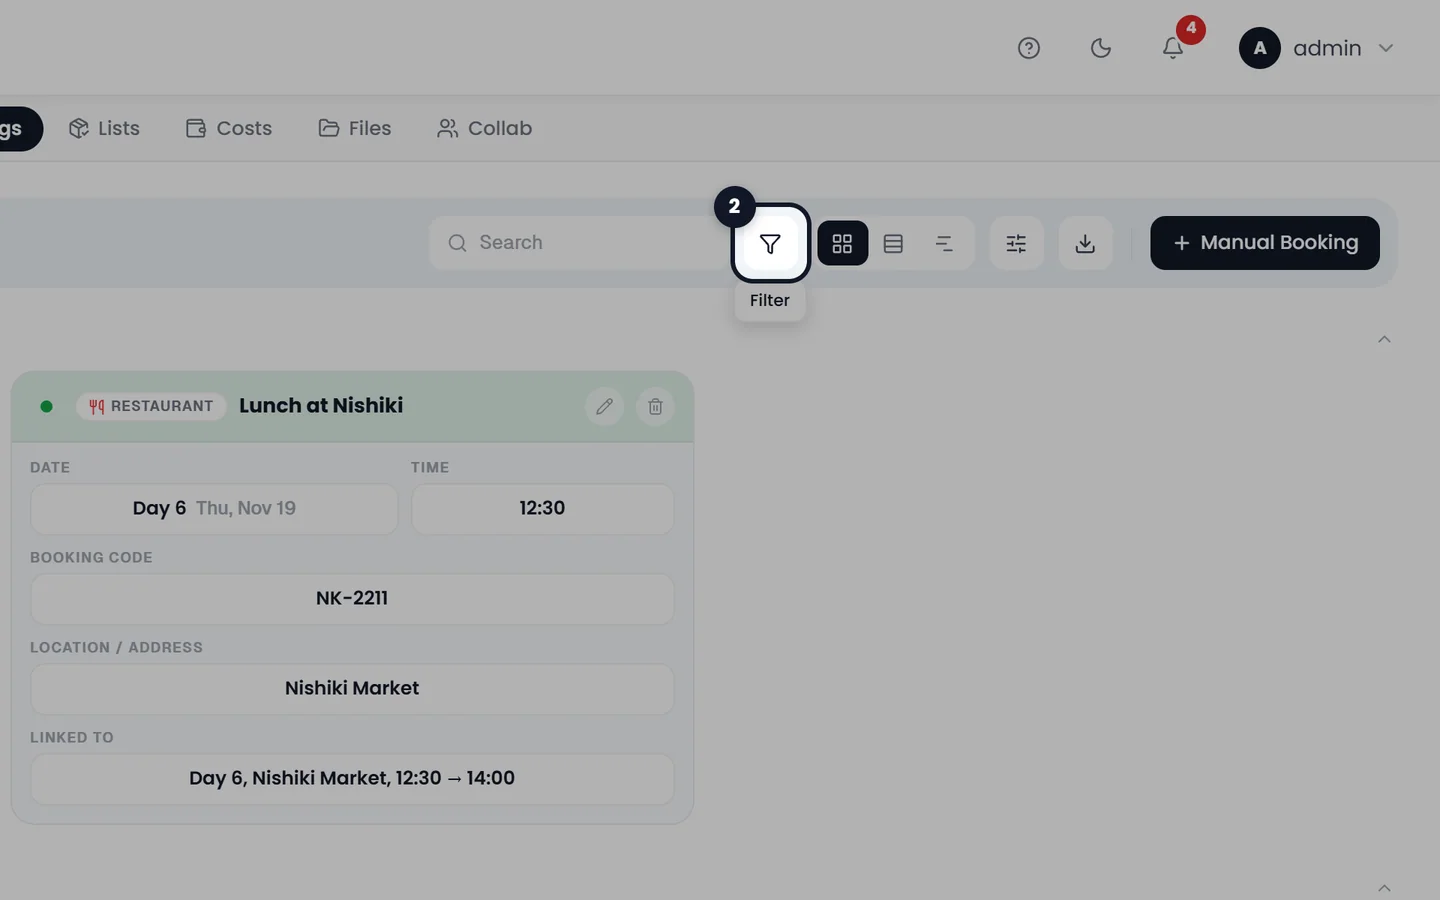 4
A admin
gs Lists Costs Files Collab
2
Search
+ Manual Booking
Filter
RESTAURANT Lunch at Nishiki
DATE TIME
Day 6 Thu, Nov 19 12:30
BOOKING CODE
NK-2211
LOCATION / ADDRESS
Nishiki Market
LINKED TO
Day 6, Nishiki Market, 12:30 → 14:00